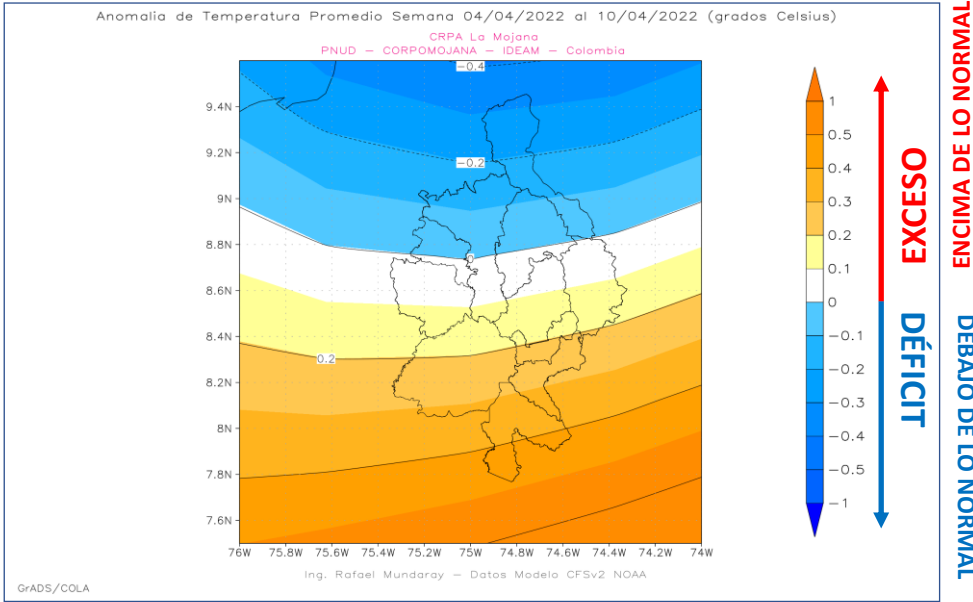 Anomalia de Temperatura Promedio Semana 04/04/2022 al 10/04/2022 (grados Celsius)
CRPA La Mojana
PNUD – CORPOMOJANA – IDEAM – Colombia
−0.4
−0.2
0
0.2
9.4N
9.2N
9N
8.8N
8.6N
8.4N
8.2N
8N
7.8N
7.6N
76W 75.8W 75.6W 75.4W 75.2W 75W 74.8W 74.6W 74.4W 74.2W 74W
Ing. Rafael Mundaray – Datos Modelo CFSv2 NOAA
GrADS/COLA
1
0.5
0.4
0.3
0.2
0.1
0
−0.1
−0.2
−0.3
−0.4
−0.5
−1
EXCESO
DÉFICIT
ENCIMA DE LO NORMAL
DEBAJO DE LO NORMAL